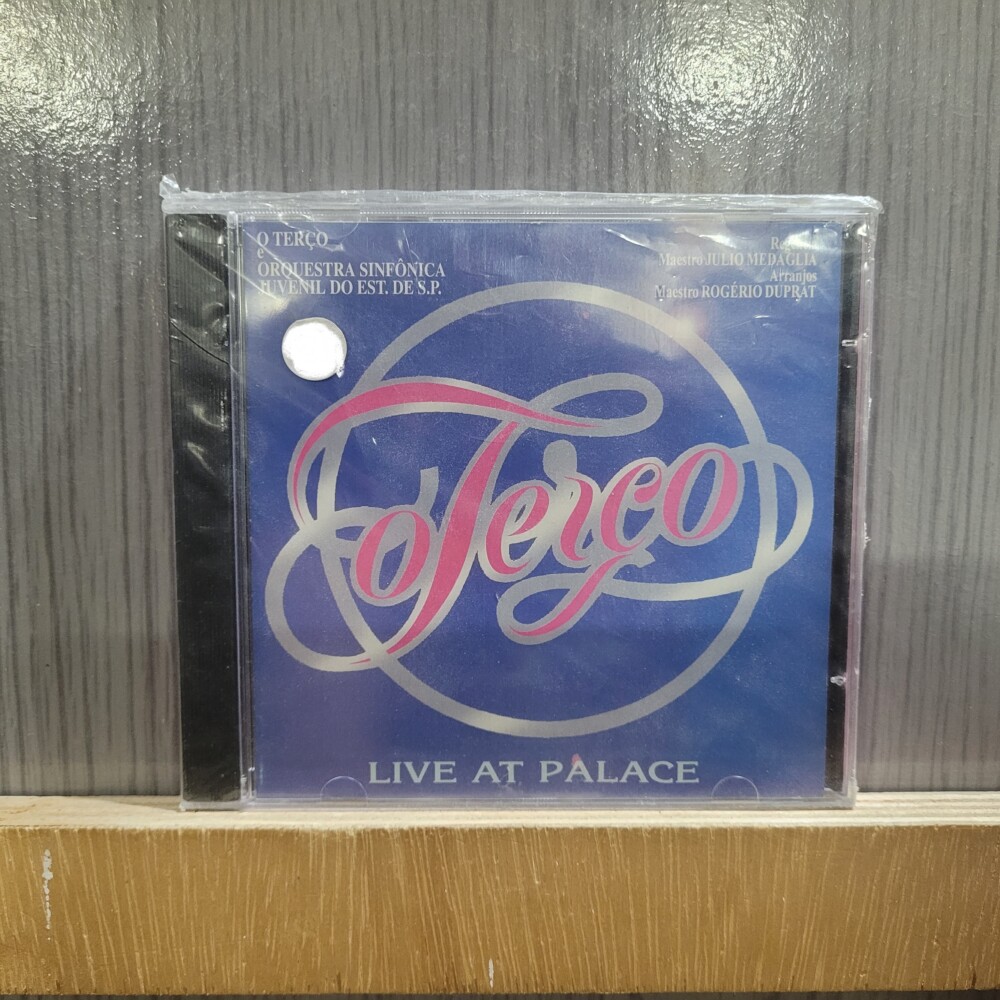 O TERÇO
e
ORQUESTRA SINFÔNICA
JUVENIL DO EST. DE S.P.
Maestro JULIO MEDAGLIA
Arranjos
Maestro ROGÉRIO DUPRAT
O Terço
LIVE AT PALACE